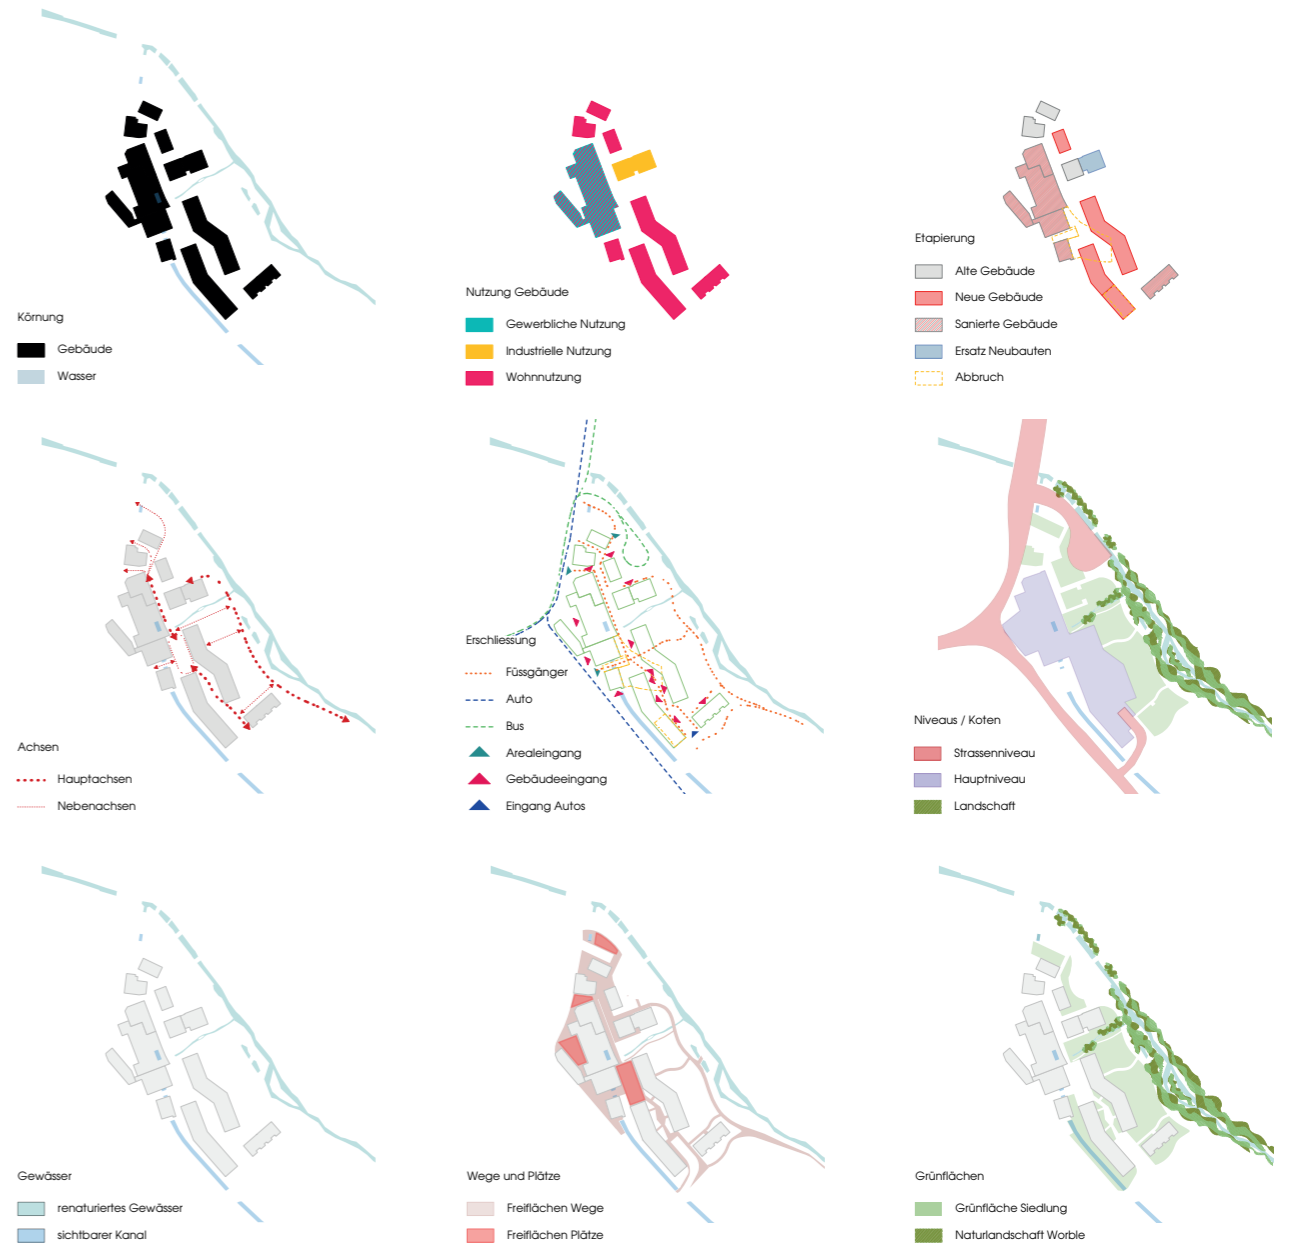 Körnung
Gebäude
Wasser
Nutzung Gebäude
Gewerbliche Nutzung
Industrielle Nutzung
Wohnnutzung
Etapierung
Alte Gebäude
Neue Gebäude
Sanierte Gebäude
Ersatz Neubauten
Abbruch
Achsen
Hauptachsen
Nebenachsen
Erschliessung
Füssgänger
Auto
Bus
Arealeingang
Gebäudeeingang
Eingang Autos
Niveaus / Koten
Strassenniveau
Hauptniveau
Landschaft
Gewässer
renaturiertes Gewässer
sichtbarer Kanal
Wege und Plätze
Freiflächen Wege
Freiflächen Plätze
Grünflächen
Grünfläche Siedlung
Naturlandschaft Worble